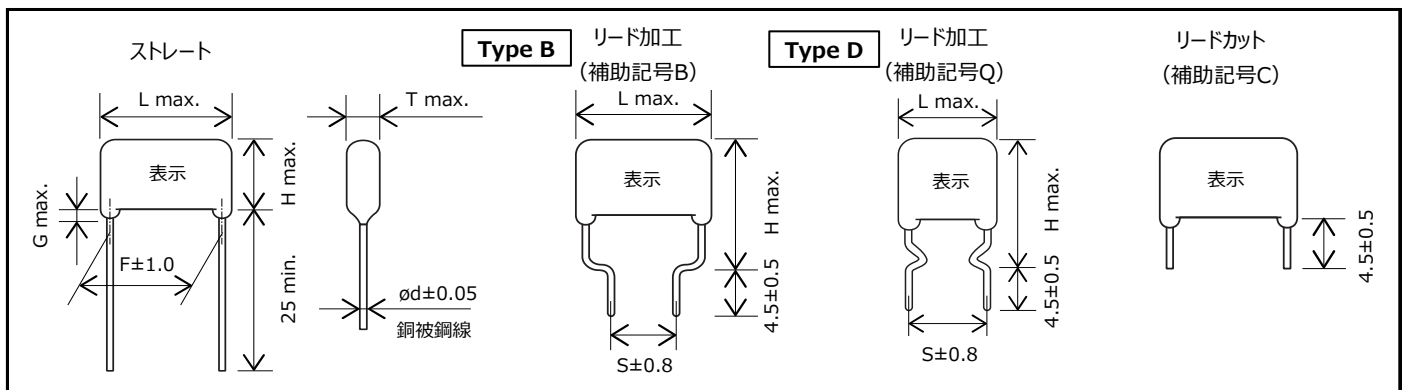 ストレート
L max.
表示
H max.
G max.
F±1.0
25 min.
T max.
ød±0.05
銅被鋼線
Type B
リード加工
(補助記号B)
L max.
表示
H max.
4.5±0.5
S±0.8
Type D
リード加工
(補助記号Q)
L max.
表示
H max.
4.5±0.5
S±0.8
リードカット
(補助記号C)
表示
4.5±0.5